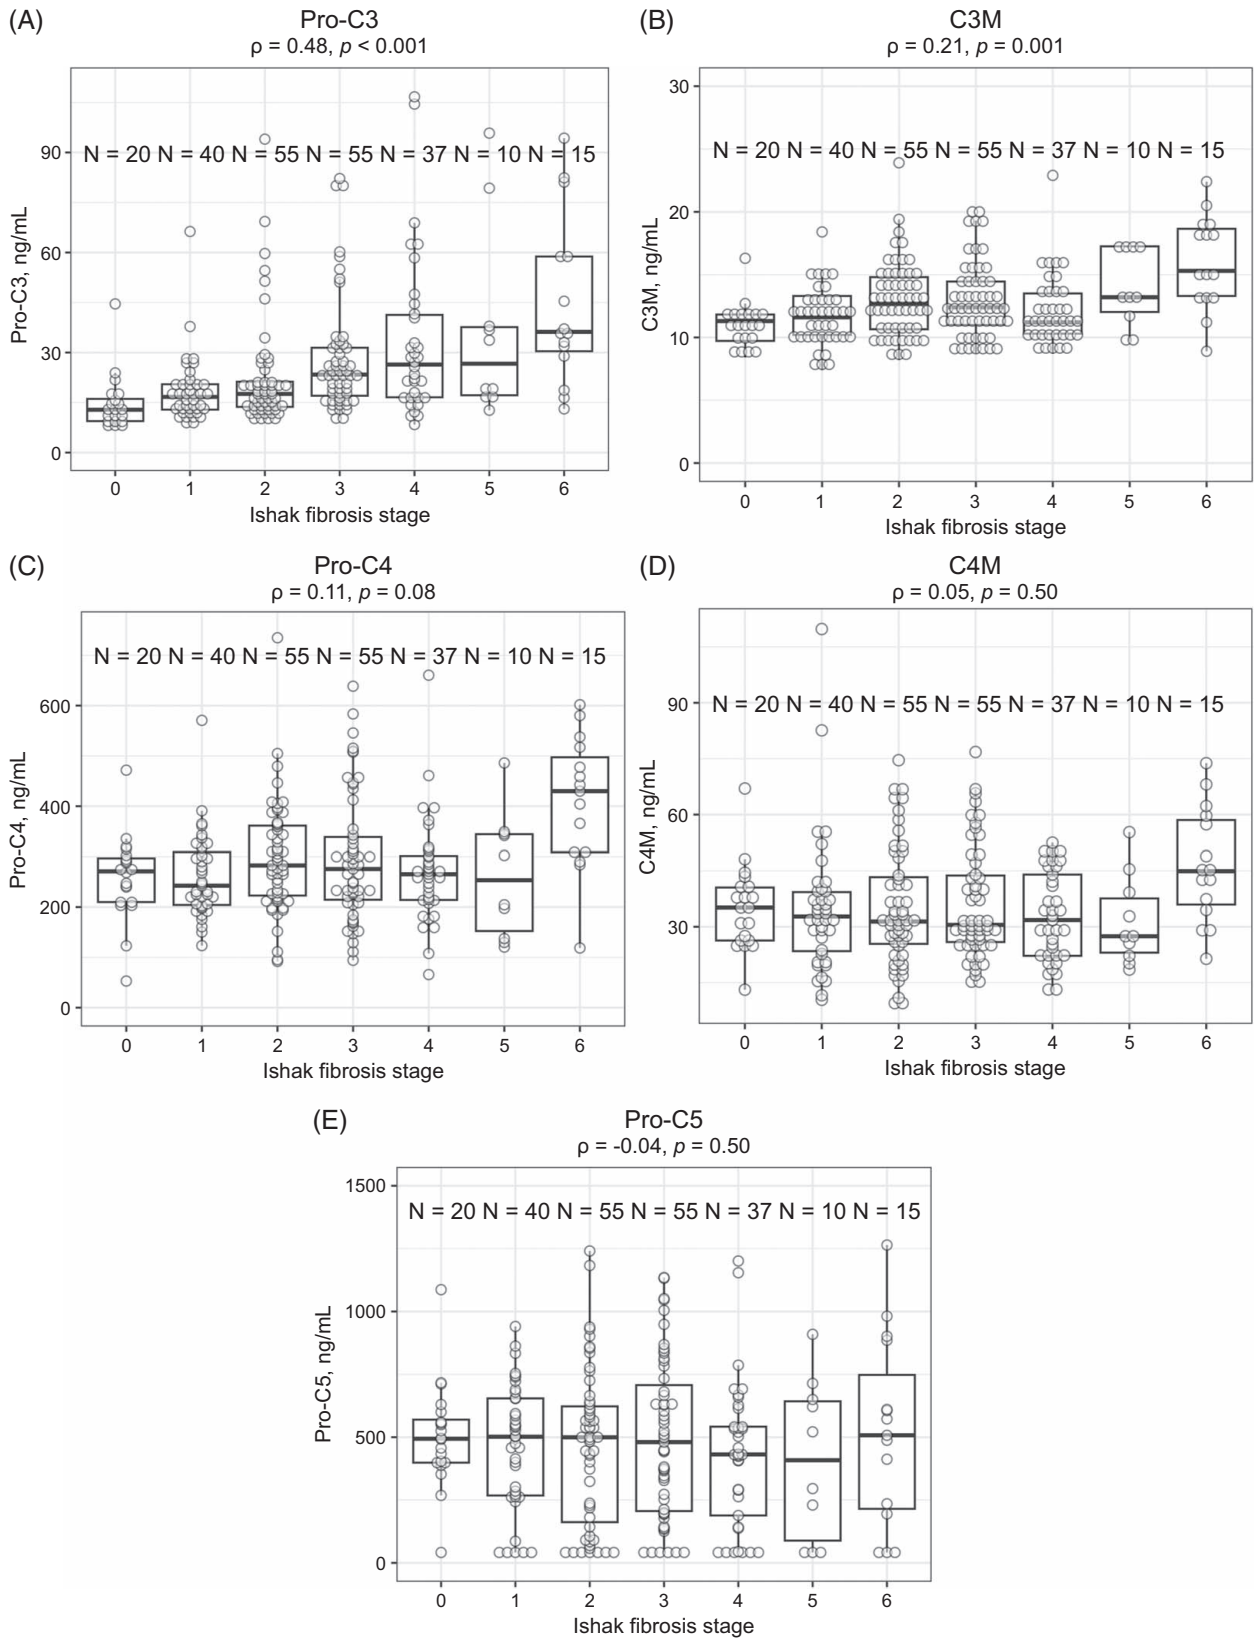 (A)
Pro-C3
ρ = 0.48, p < 0.001
N = 20 N = 40 N = 55 N = 55 N = 37 N = 10 N = 15
Pro-C3, ng/mL
90
60
30
0
0 1 2 3 4 5 6
Ishak fibrosis stage
(B)
C3M
ρ = 0.21, p = 0.001
N = 20 N = 40 N = 55 N = 55 N = 37 N = 10 N = 15
C3M, ng/mL
30
20
10
0
0 1 2 3 4 5 6
Ishak fibrosis stage
(C)
Pro-C4
ρ = 0.11, p = 0.08
N = 20 N = 40 N = 55 N = 55 N = 37 N = 10 N = 15
Pro-C4, ng/mL
600
400
200
0
0 1 2 3 4 5 6
Ishak fibrosis stage
(D)
C4M
ρ = 0.05, p = 0.50
N = 20 N = 40 N = 55 N = 55 N = 37 N = 10 N = 15
C4M, ng/mL
90
60
30
0 1 2 3 4 5 6
Ishak fibrosis stage
(E)
Pro-C5
ρ = -0.04, p = 0.50
N = 20 N = 40 N = 55 N = 55 N = 37 N = 10 N = 15
Pro-C5, ng/mL
1500
1000
500
0
0 1 2 3 4 5 6
Ishak fibrosis stage